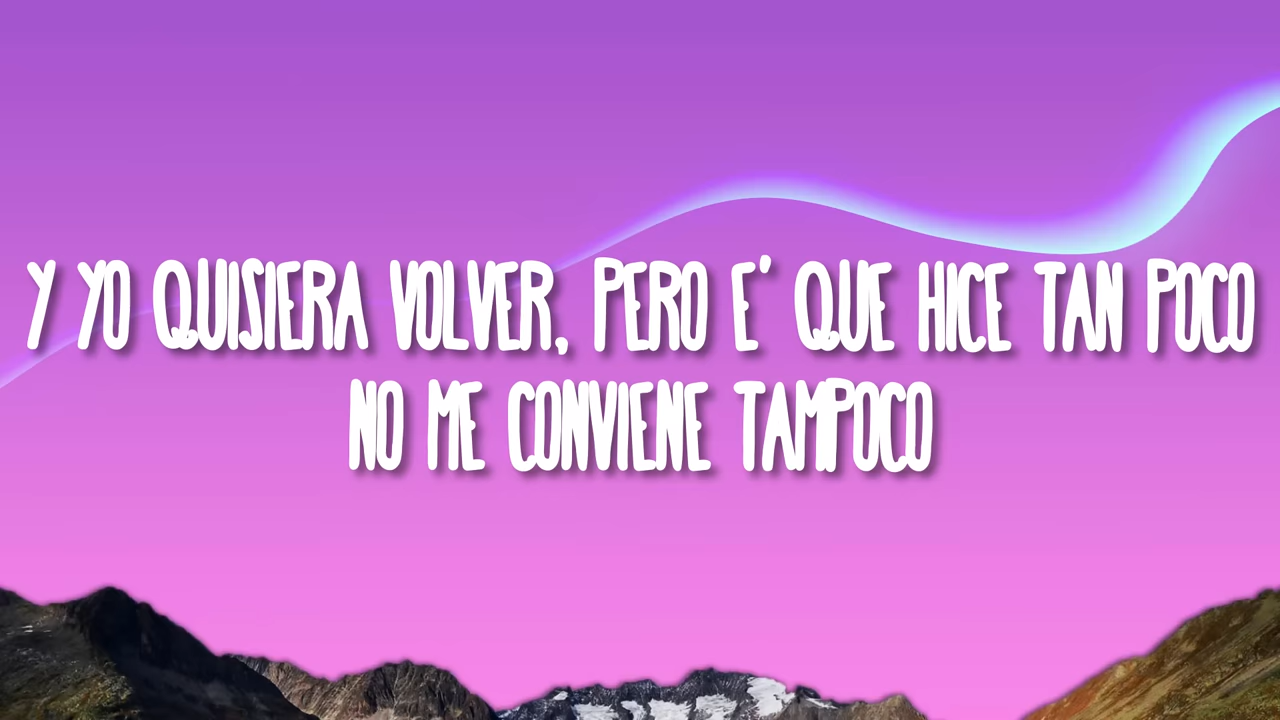 Y YO QUISIERA VOLVER, PERO E' QUE HICE TAN POCO
NO ME CONVIENE TAMPOCO